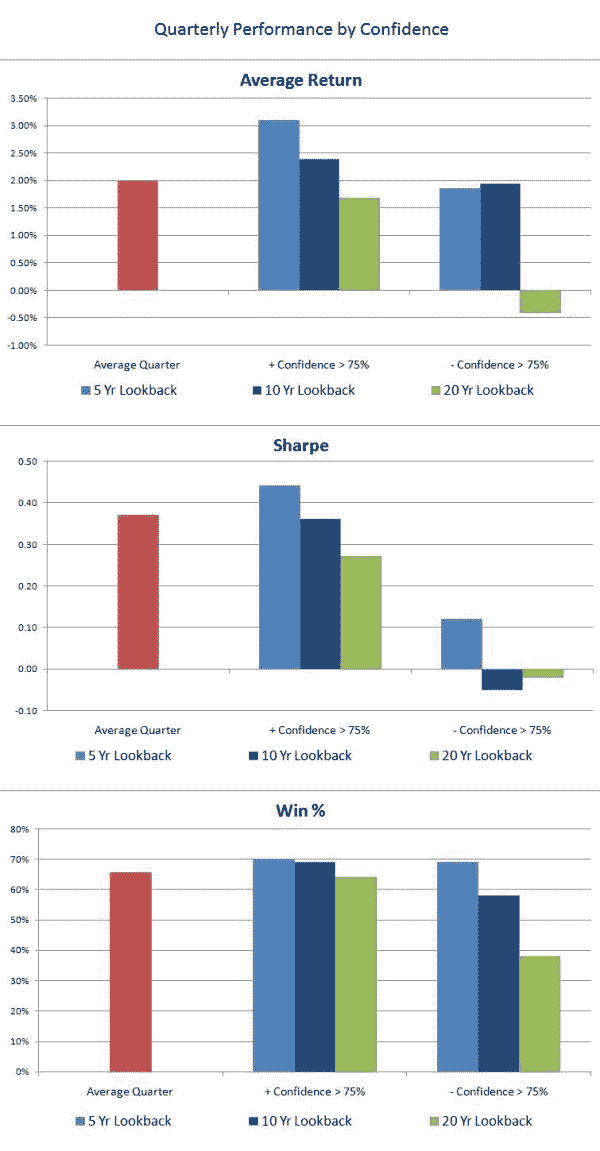 Quarterly Performance by Confidence
Average Return
3.50%
3.00%
2.50%
2.00%
1.50%
1.00%
0.50%
0.00%
-0.50%
-1.00%
Average Quarter + Confidence > 75% - Confidence > 75%
5 Yr Lookback 10 Yr Lookback 20 Yr Lookback
Sharpe
0.50
0.40
0.30
0.20
0.10
0.00
-0.10
Average Quarter + Confidence > 75% - Confidence > 75%
5 Yr Lookback 10 Yr Lookback 20 Yr Lookback
Win %
80%
70%
60%
50%
40%
30%
20%
10%
0%
Average Quarter + Confidence > 75% - Confidence > 75%
5 Yr Lookback 10 Yr Lookback 20 Yr Lookback